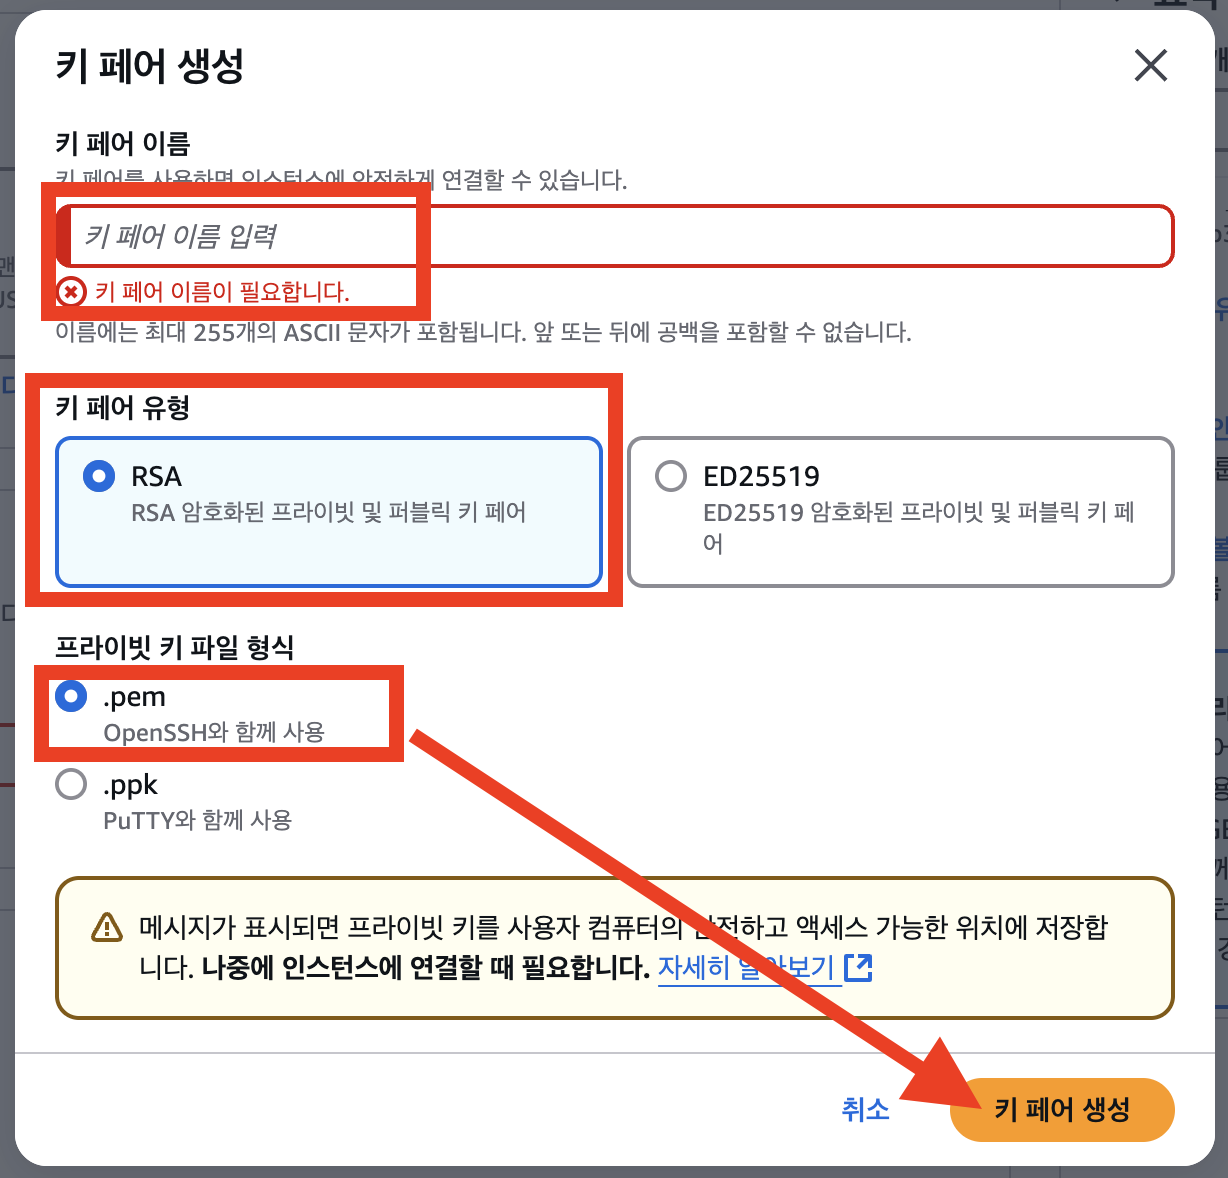 키 페어 생성
키 페어 이름
키 페어를 사용하면 인스턴스에 안전하게 연결할 수 있습니다.
키 페어 이름 입력
키 페어 이름이 필요합니다.
이름에는 최대 255개의 ASCII 문자가 포함됩니다. 앞 또는 뒤에 공백을 포함할 수 없습니다.
키 페어 유형
RSA
RSA 암호화된 프라이빗 및 퍼블릭 키 페어
ED25519
ED25519 암호화된 프라이빗 및 퍼블릭 키 페
어
프라이빗 키 파일 형식
.pem
OpenSSH와 함께 사용
.ppk
PuTTY와 함께 사용
메시지가 표시되면 프라이빗 키를 사용자 컴퓨터의 안전하고 액세스 가능한 위치에 저장합
니다. 나중에 인스턴스에 연결할 때 필요합니다. 자세히 알아보기
취소
키 페어 생성